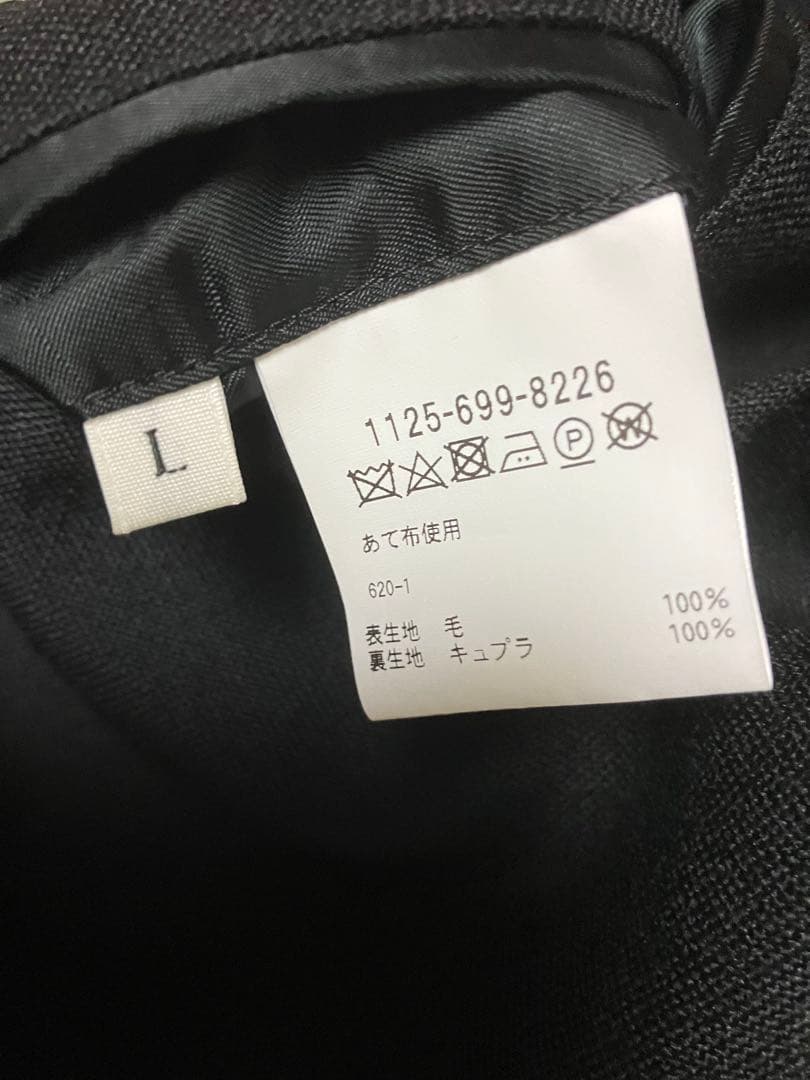 L
1125-699-8226
P W
あて布使用
620-1
表生地 毛 100%
裏生地 キュプラ 100%